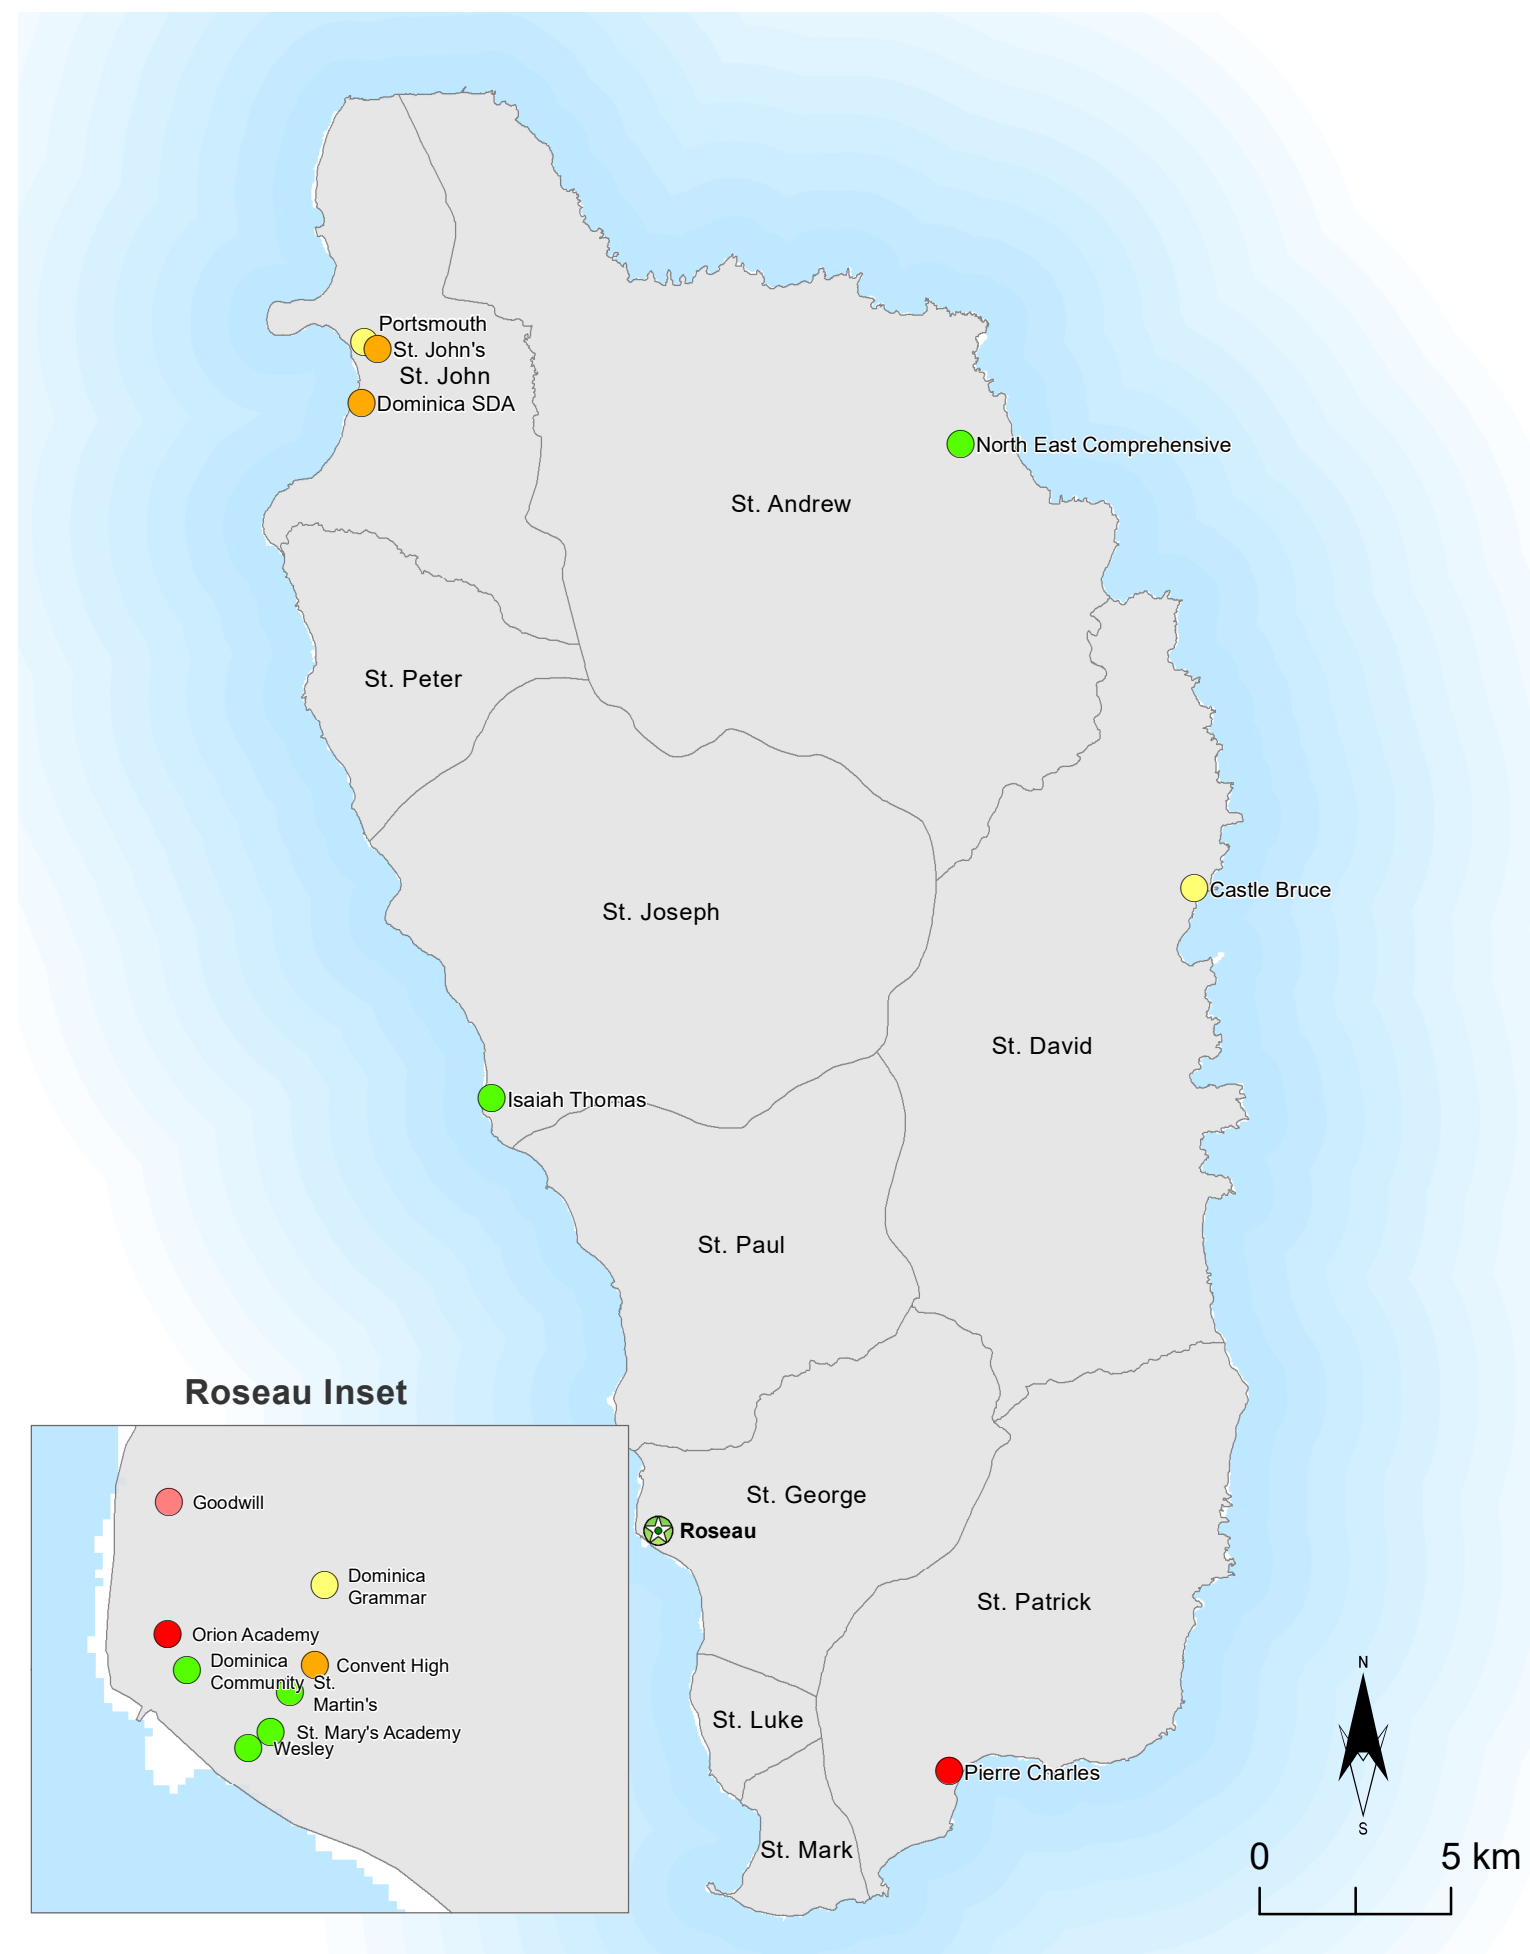 Portsmouth
St. John's
St. John
Dominica SDA
North East Comprehensive
St. Andrew
St. Peter
Castle Bruce
St. Joseph
St. David
Isaiah Thomas
St. Paul
Roseau Inset
Goodwill
Dominica
Grammar
Orion Academy
Dominica
Community
Convent High
St.
Martin's
St. Mary's Academy
Wesley
St. George
Roseau
St. Patrick
St. Luke
Pierre Charles
St. Mark
N
S
0
5 km